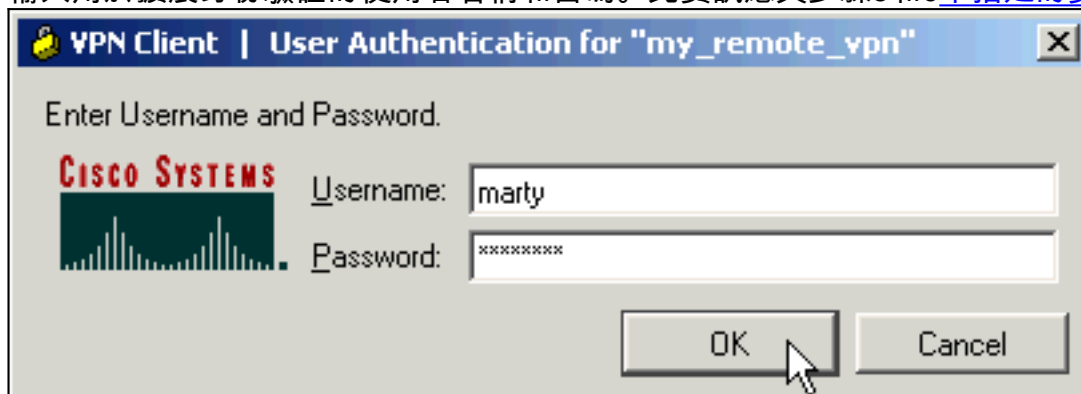 VPN Client | User Authentication for "my_remote_vpn"
Enter Username and Password.
CISCO SYSTEMS
Username: marty
Password: ********
OK Cancel